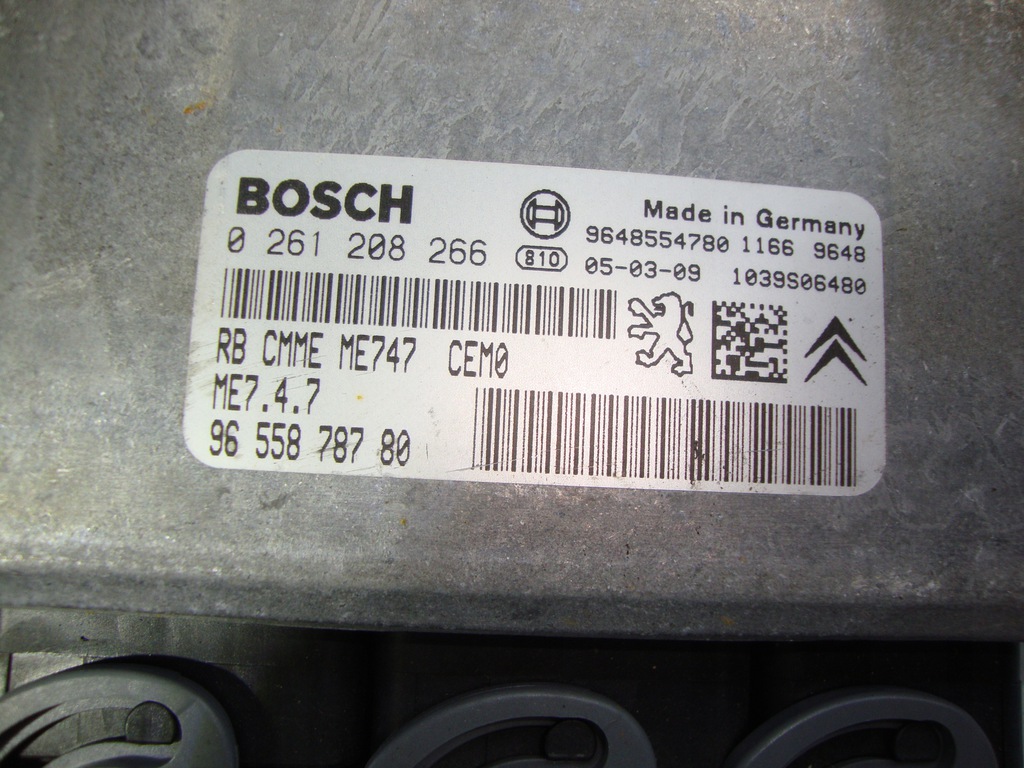 BOSCH
0 261 208 266
810
Made in Germany
9648554780 1166 9648
05-03-09 1039S06480
RB CMME ME747 CEM0
ME7.4.7
96 558 787 80